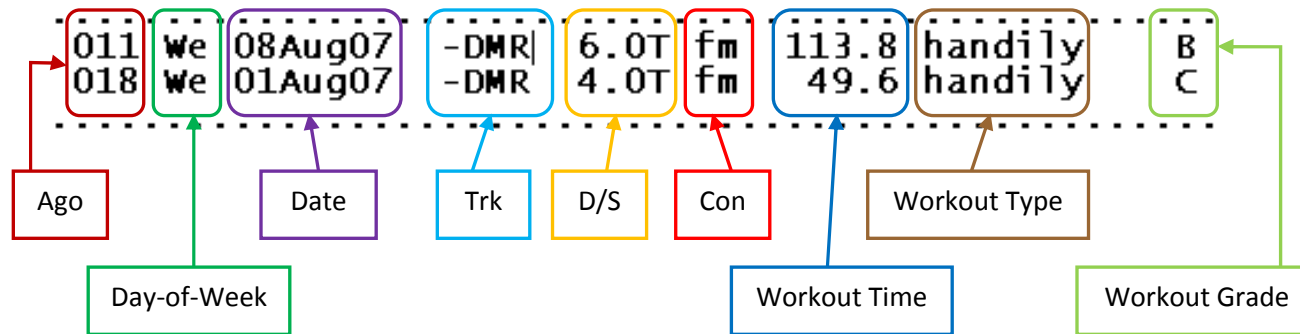 011 We 08Aug07 -DMR| 6.0T fm 113.8 handily B
018 We 01Aug07 -DMR 4.0T fm 49.6 handily C
Ago Date Trk D/S Con Workout Type
Day-of-Week Workout Time Workout Grade